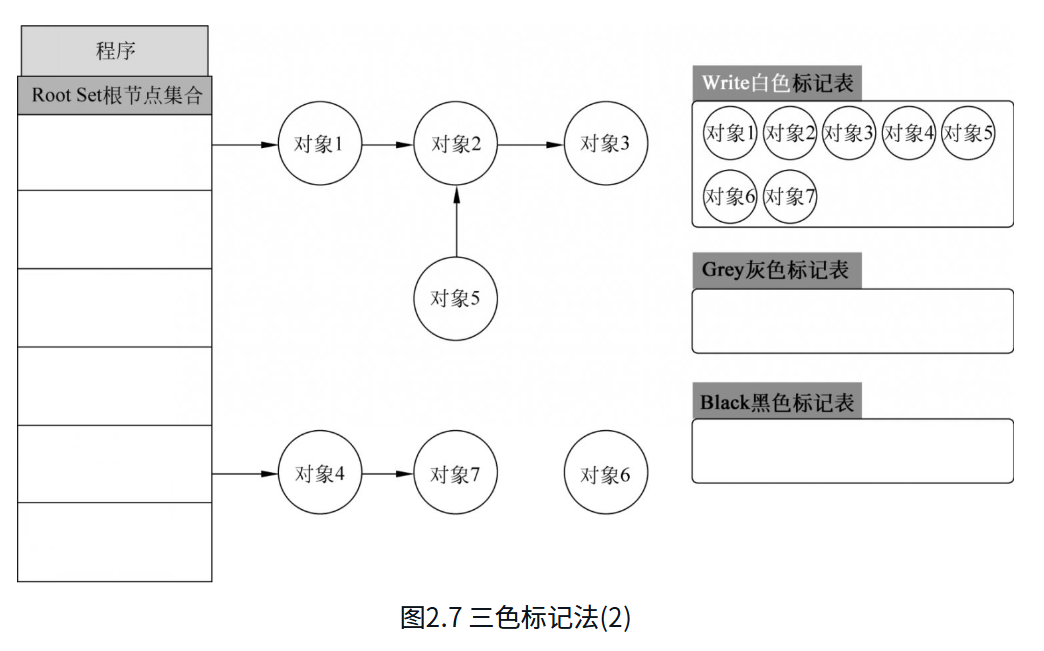 程序
Root Set根节点集合
对象1
对象2
对象3
对象5
对象4
对象7
对象6
Write白色标记表
对象1 对象2 对象3 对象4 对象5
对象6 对象7
Grey灰色标记表
Black黑色标记表
图2.7 三色标记法(2)